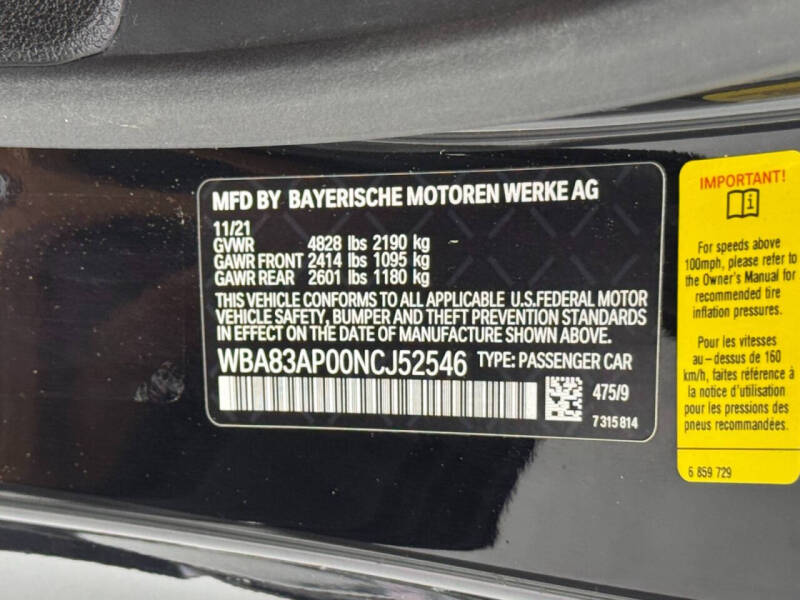 MFD BY BAYERISCHE MOTOREN WERKE AG
11/21
GVWR 4828 lbs 2190 kg
GAWR FRONT 2414 lbs 1095 kg
GAWR REAR 2601 lbs 1180 kg
THIS VEHICLE CONFORMS TO ALL APPLICABLE U.S.FEDERAL MOTOR
VEHICLE SAFETY, BUMPER AND THEFT PREVENTION STANDARDS
IN EFFECT ON THE DATE OF MANUFACTURE SHOWN ABOVE.
WBA83AP00NCJ52546 TYPE: PASSENGER CAR
475/9
7 315 814
IMPORTANT!
i
For speeds above
100mph, please refer to
the Owner's Manual for
recommended tire
inflation pressures.
Pour les vitesses
au-dessus de 160
km/h, faites référence à
la notice d'utilisation
pour les pressions des
pneus recommandées.
6 859 729